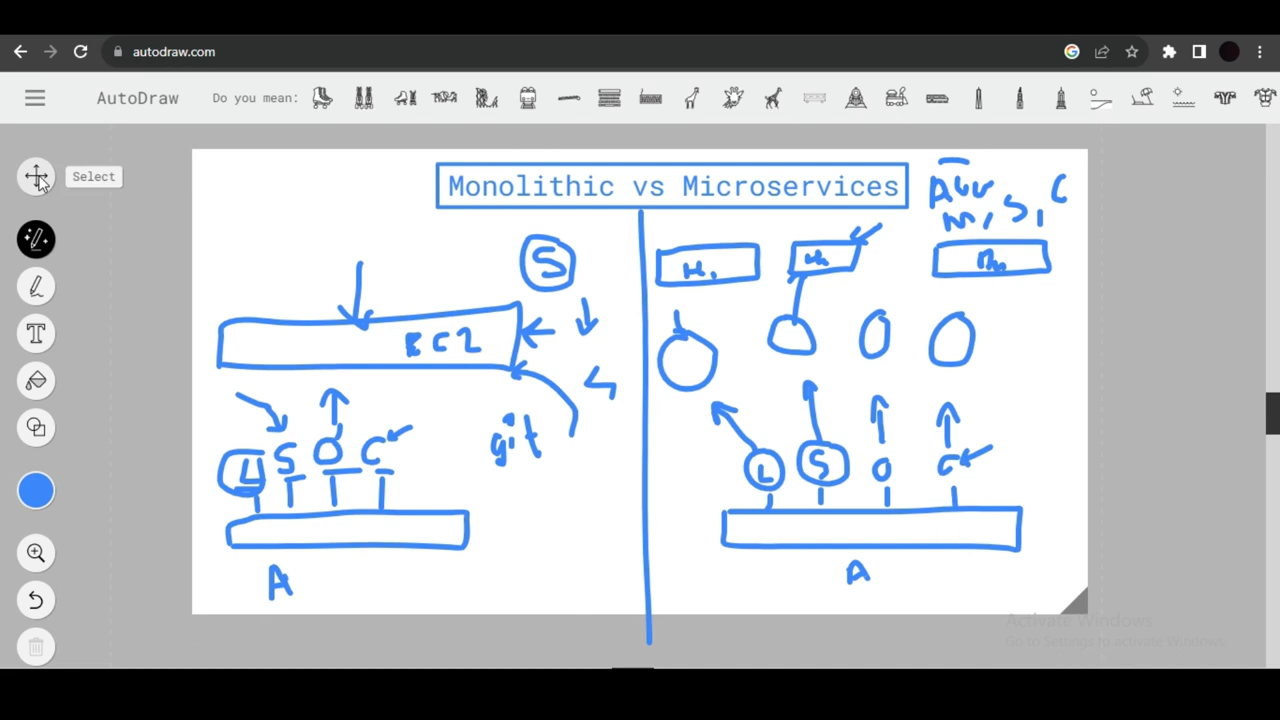 autodraw.com
AutoDraw Do you mean:
Select
Monolithic vs Microservices
S
EC2
git
L S O C
A
L S O C
A
Activate Windows
Go to Settings to activate Windows.